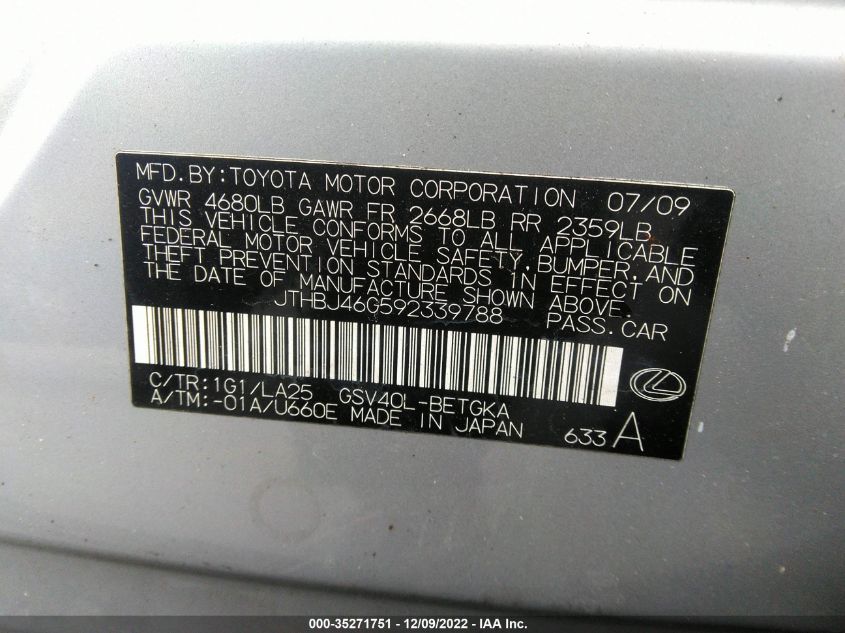 MFD.BY:TOYOTA MOTOR CORPORATION 07/09
GVWR 4680LB GAWR FR 2668LB RR 2359LB
THIS VEHICLE CONFORMS TO ALL APPLICABLE
FEDERAL MOTOR VEHICLE SAFETY, BUMPER, AND
THEFT PREVENTION STANDARDS IN EFFECT ON
THE DATE OF MANUFACTURE SHOWN ABOVE.
JTHBJ46G592339788 PASS.CAR
C/TR:1G1/LA25 GSV40L-BETGKA
A/TM:-01A/U660E MADE IN JAPAN
633 A
000-35271751 - 12/09/2022 - IAA Inc.